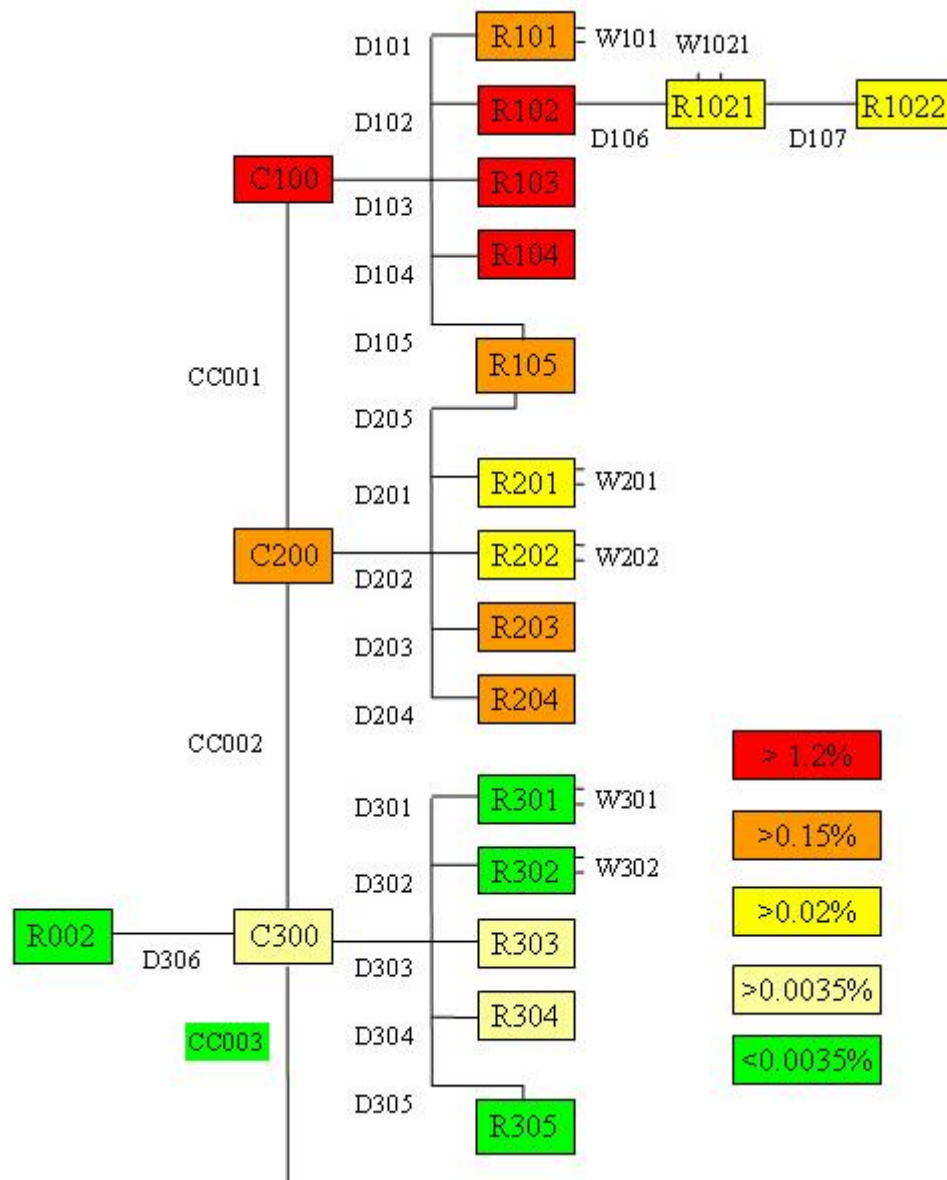 D101
R101
W101
W1021
D102
R102
D106
R1021
D107
R1022
C100
D103
R103
D104
R104
D105
R105
CC001
D205
D201
R201
W201
C200
D202
R202
W202
D203
R203
D204
R204
CC002
> 1.2%
D301
R301
W301
>0.15%
D302
R302
W302
>0.02%
R002
D306
C300
D303
R303
>0.0035%
CC003
D304
R304
<0.0035%
D305
R305